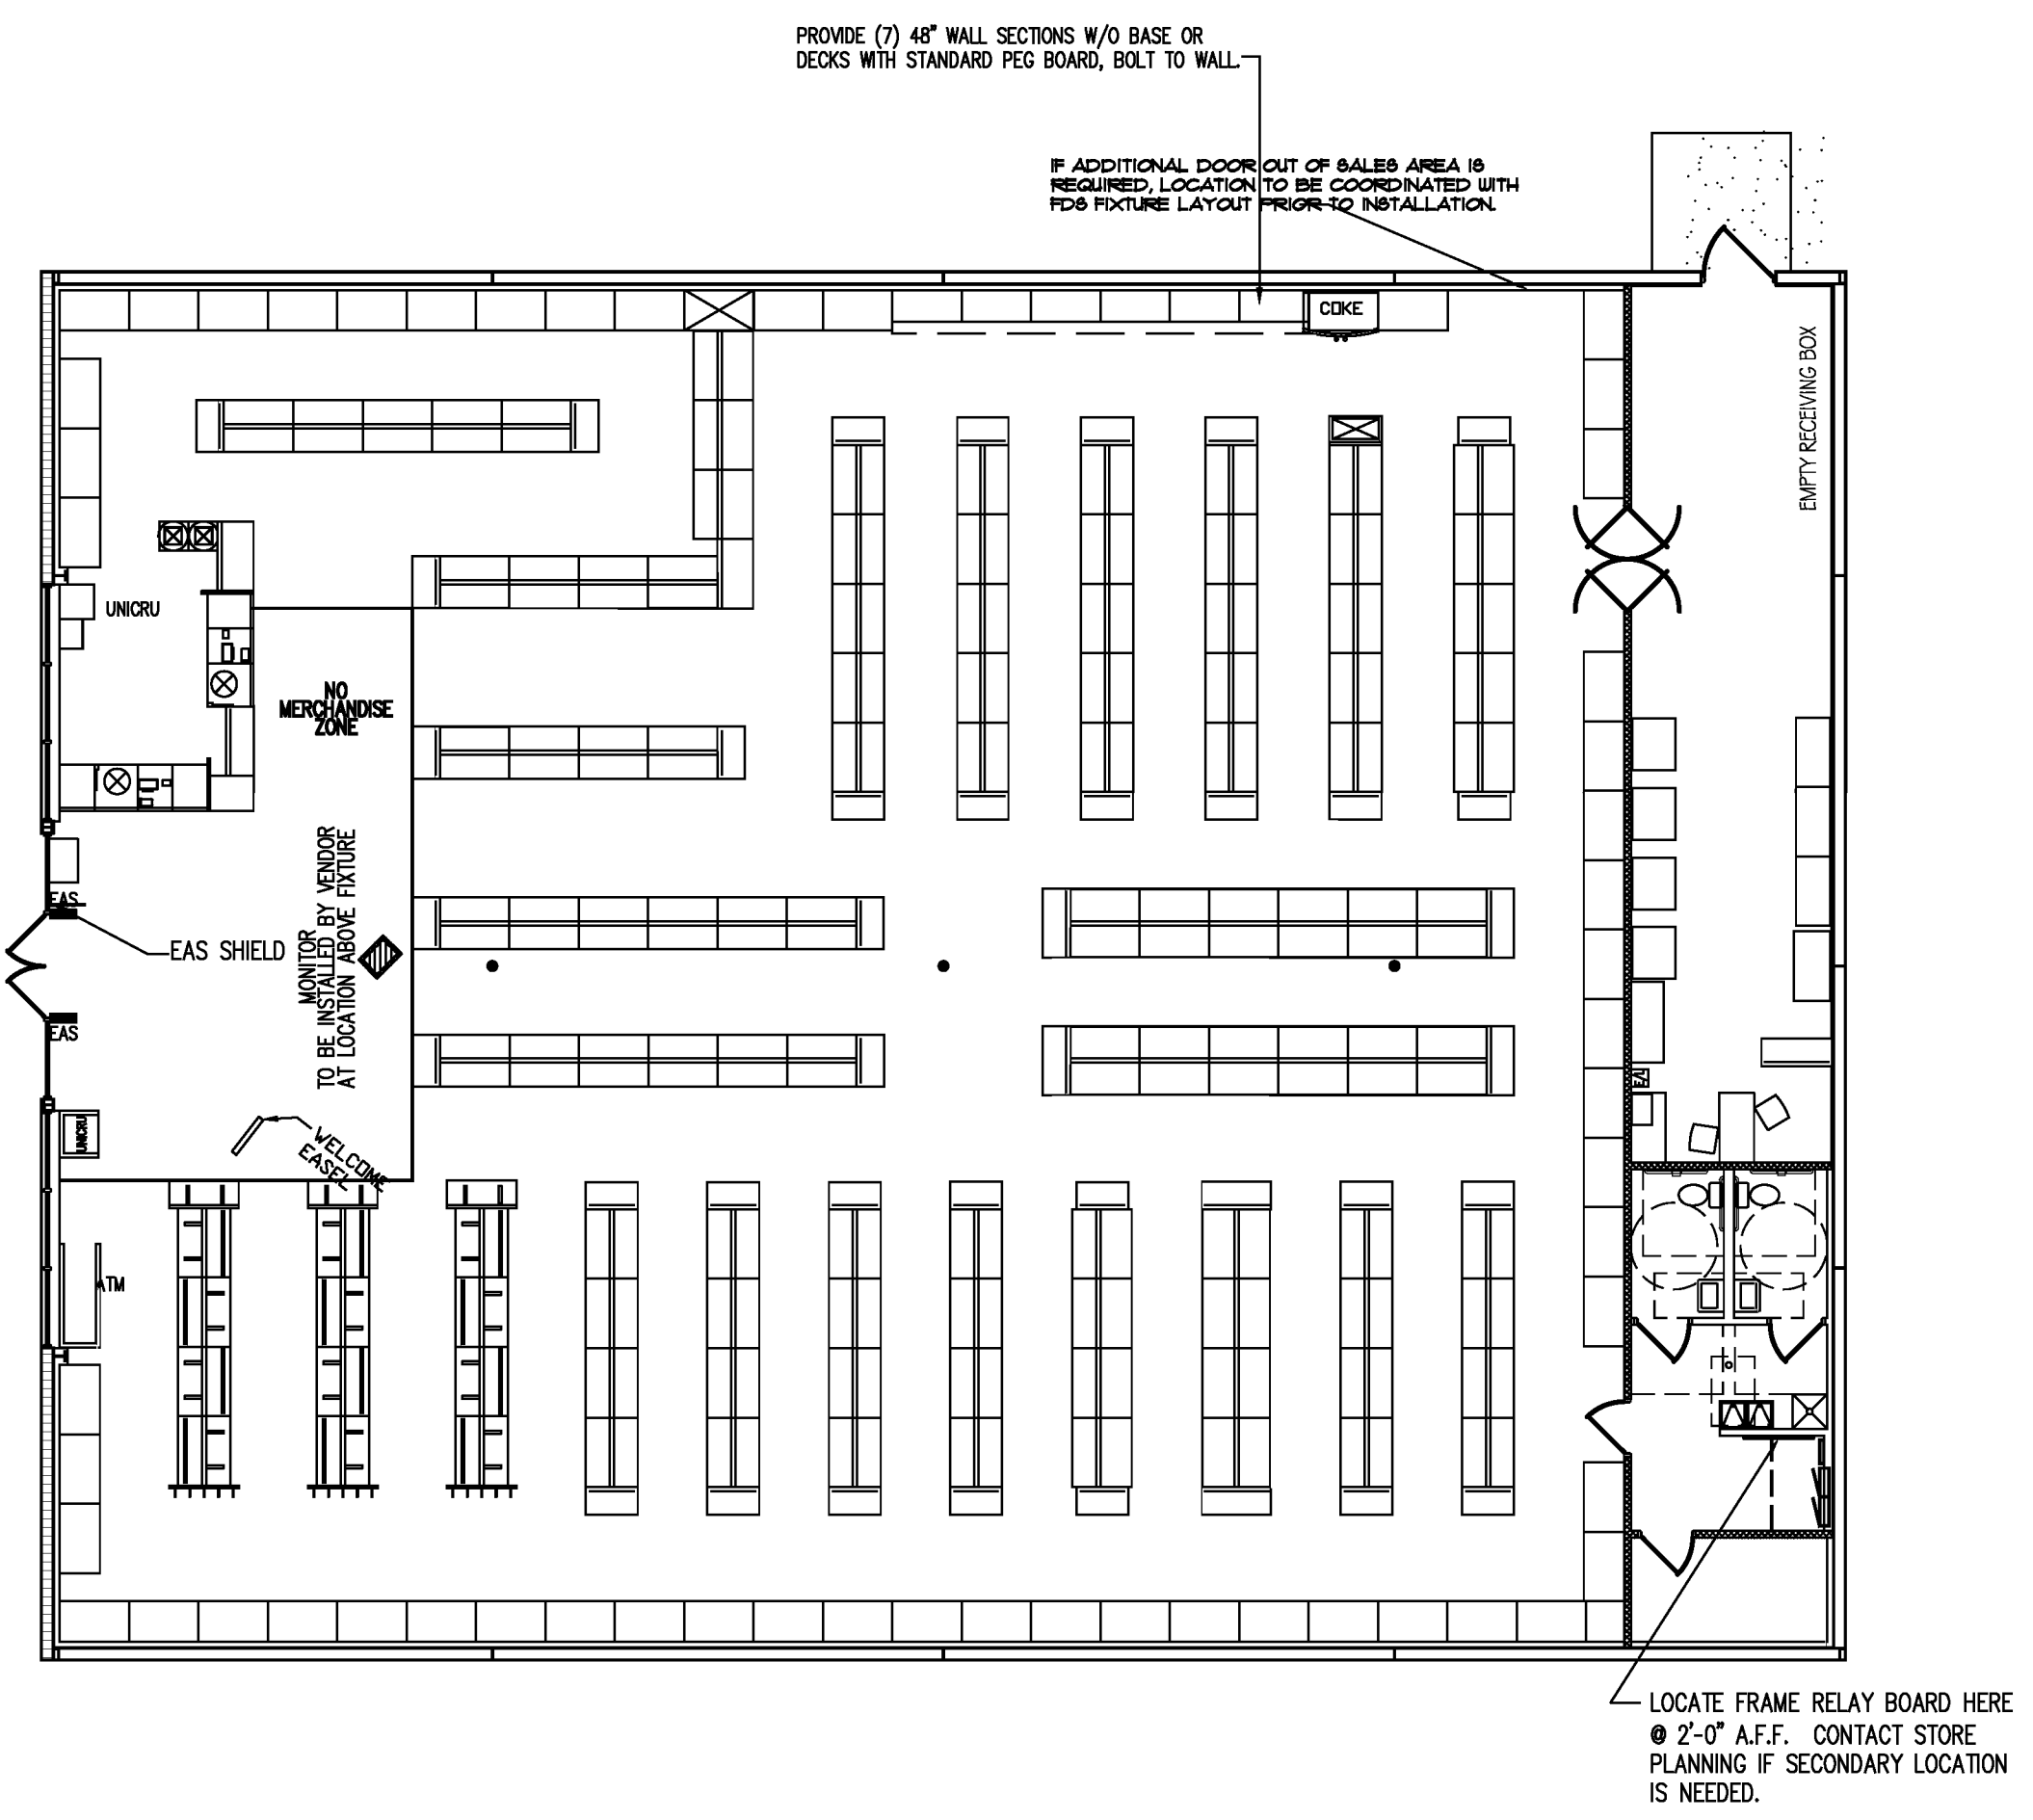 PROVIDE (7) 48" WALL SECTIONS W/O BASE OR
DECKS WITH STANDARD PEG BOARD, BOLT TO WALL.
IF ADDITIONAL DOOR OUT OF SALES AREA IS
REQUIRED, LOCATION TO BE COORDINATED WITH
FDS FIXTURE LAYOUT PRIOR TO INSTALLATION.
COKE
EMPTY RECEIVING BOX
UNICRU
NO
MERCHANDISE
ZONE
MONITOR
TO BE INSTALLED BY VENDOR
AT LOCATION ABOVE FIXTURE
EAS
EAS SHIELD
EAS
UNICRU
WELCOME
EASEL
ATM
E/L
LOCATE FRAME RELAY BOARD HERE
@ 2'-0" A.F.F. CONTACT STORE
PLANNING IF SECONDARY LOCATION
IS NEEDED.